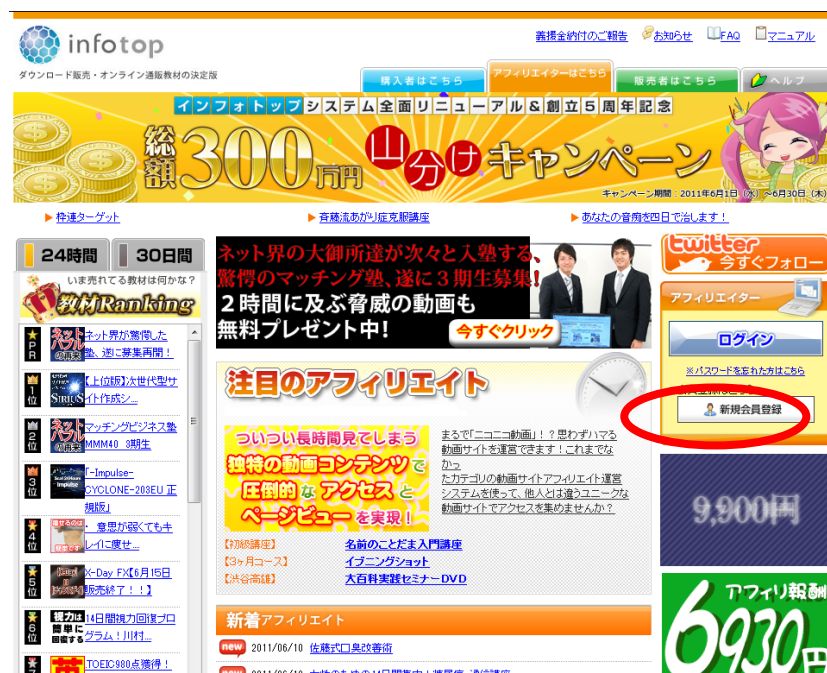 infotop
ダウンロード販売・オンライン通販教材の決定版
義援金納付のご報告
お知らせ
FAQ
マニュアル
購入者はこちら
アフィリエイターはこちら
販売者はこちら
ヘルプ
インフォトップシステム全面リニューアル&創立5周年記念
総額300万円山分けキャンペーン
キャンペーン期間:2011年6月1日(水)~6月30日(木)
枠連ターゲット
斉藤流あがり症克服講座
あなたの音痴を四日で治します!
24時間
30日間
いま売れてる教材は何かな?
教材Ranking
★PR
ネット界が驚愕した
塾、遂に募集再開!
1位
【上位版】次世代型サ
イト作成シ...
SIRIUS
2位
マッチングビジネス塾
MMM40 3期生
3位
「-Impulse-
CYCLONE-203EU 正
規版」
4位
・ 意思が弱くてもキ
レイに痩せ...
5位
X-Day FX【6月15日
販売終了!!】
6位
視力は
簡単に
回復する
14日間視力回復プロ
グラム!川村...
7
英
TOEIC980点獲得!
ネット界の大御所達が次々と入塾する、
驚愕のマッチング塾、遂に3期生募集!
2時間に及ぶ脅威の動画も
無料プレゼント中!
今すぐクリック
注目のアフィリエイト
ついつい長時間見てしまう
独特の動画コンテンツで
圧倒的なアクセスと
ページビューを実現!
まるで「ニコニコ動画」!?思わずハマる
動画サイトを運営できます!これまでな
かっ
たカテゴリの動画サイトアフィリエイト運営
システムを使って、他人とは違うユニークな
動画サイトでアクセスを集めませんか?
【初級講座】
名前のことだま入門講座
【3ヶ月コース】
イブニングショット
【渋谷高雄】
大百科実践セミナーDVD
新着アフィリエイト
new 2011/06/10 佐藤式口臭改善術
twitter
今すぐフォロー
アフィリエイター
ログイン
※パスワードを忘れた方はこちら
新規会員登録
9,900円
アフィリ報酬
6930円